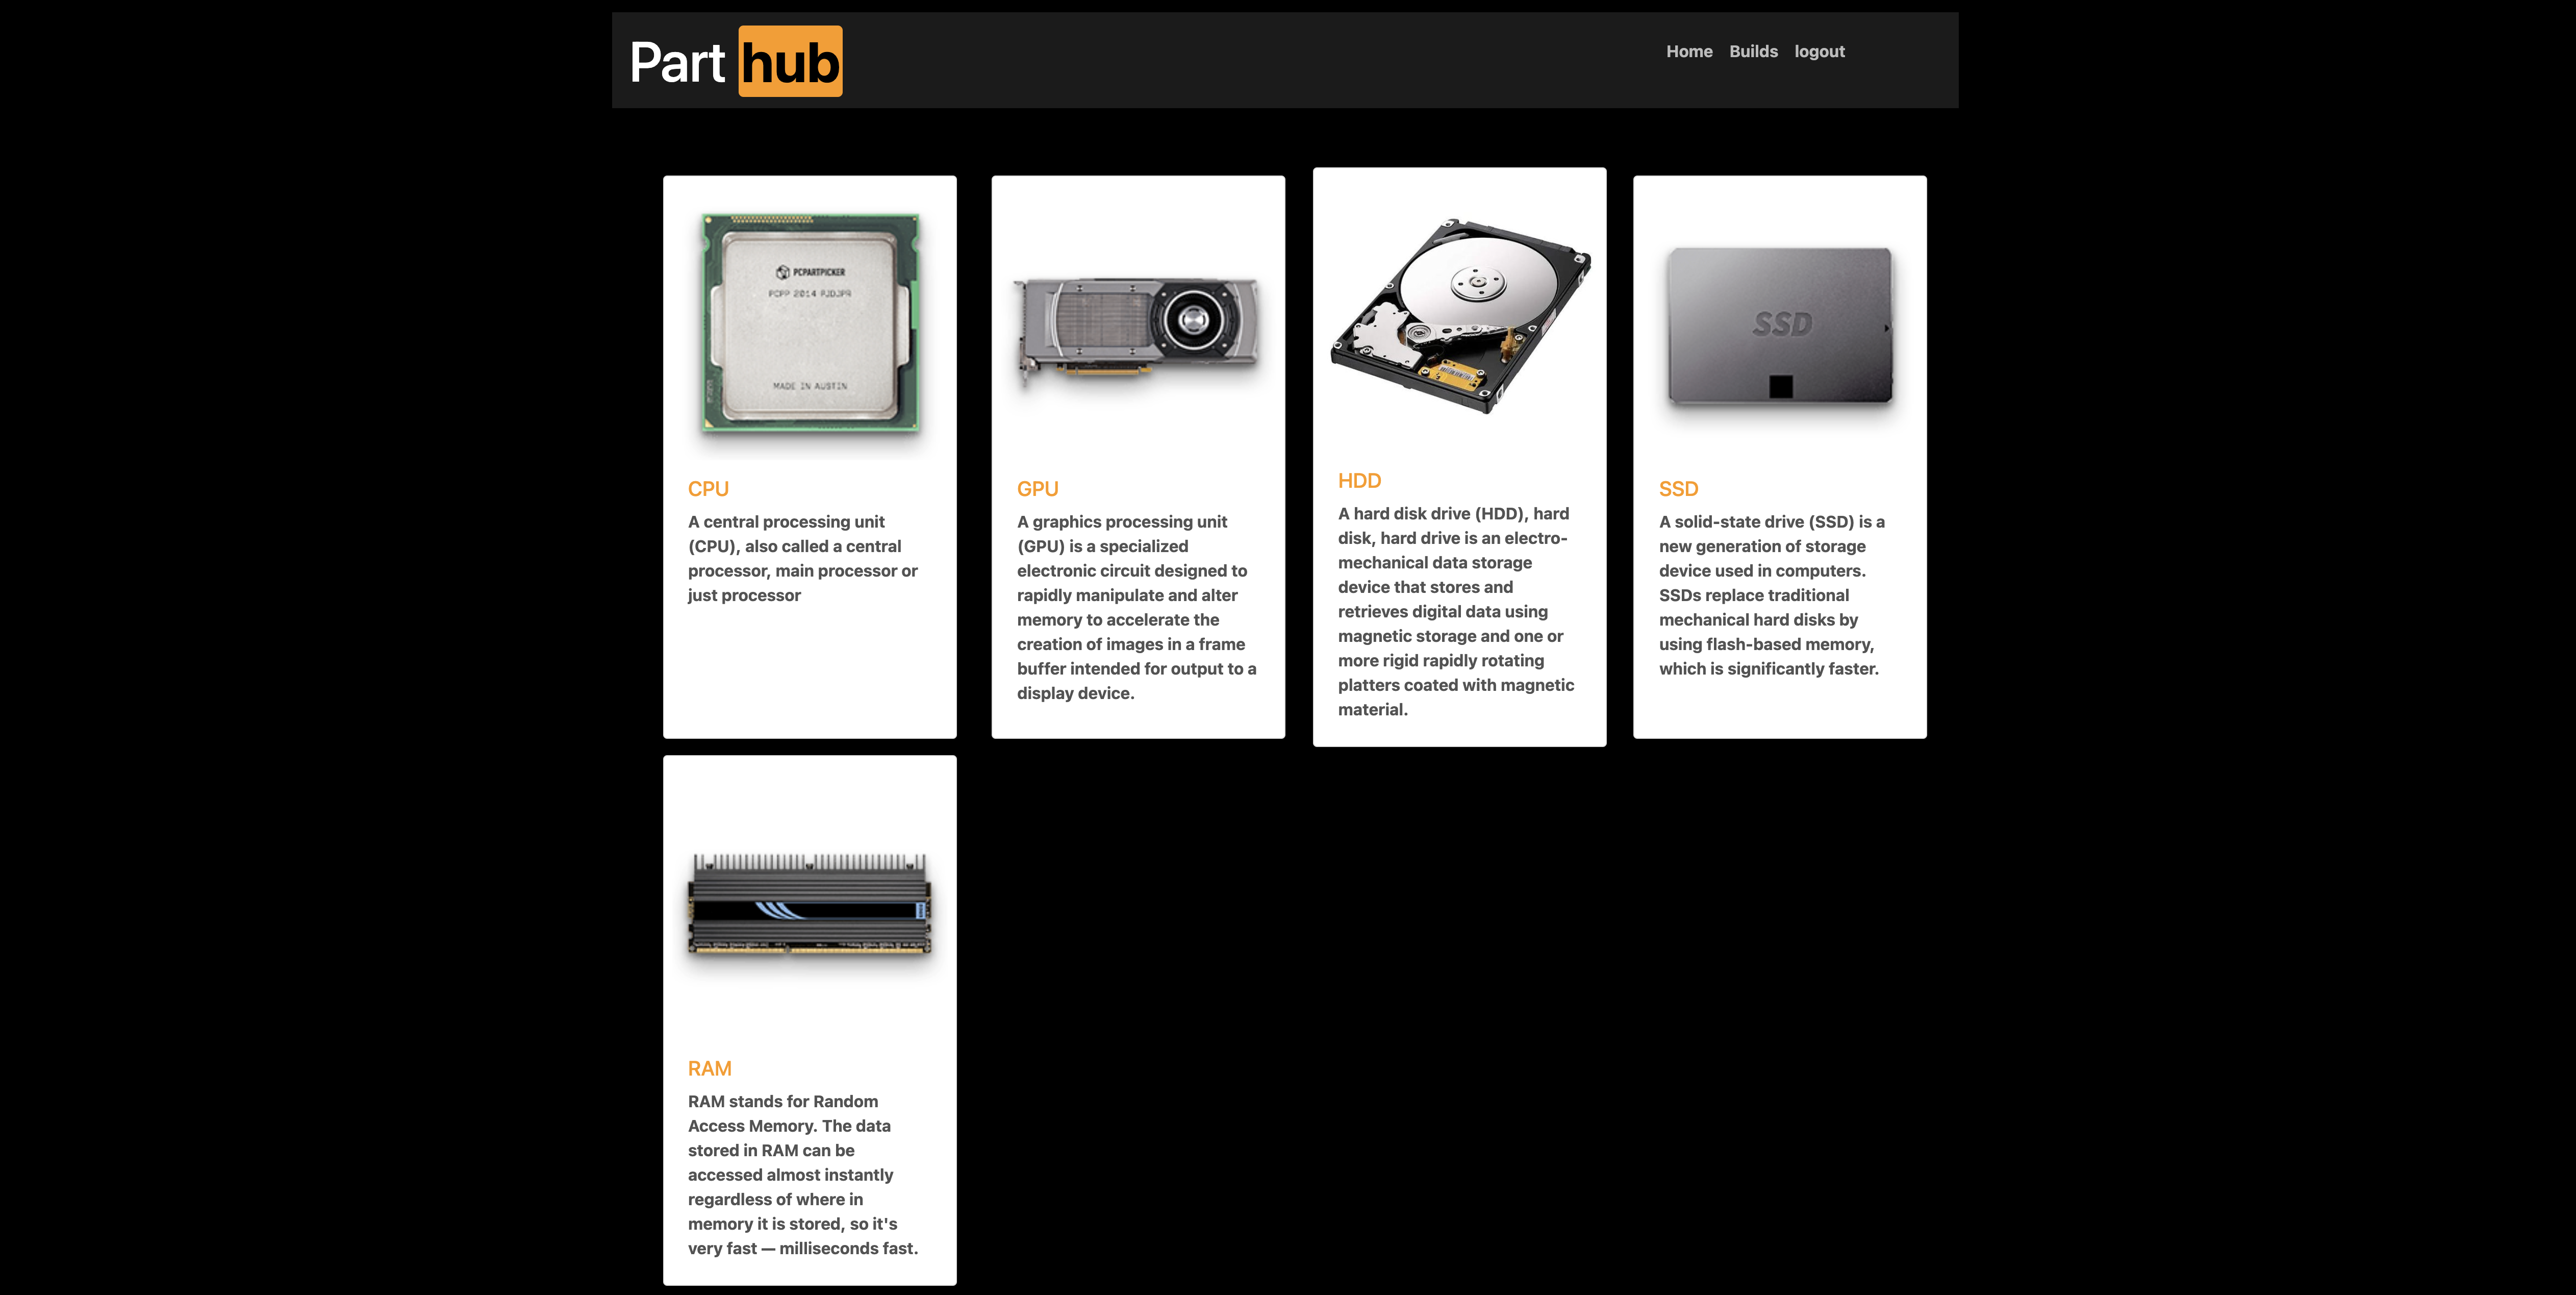 Part hub
Home Builds logout
PCPARTPICKER
PCPP 2014 PJDJPR
MADE IN AUSTIN
CPU
A central processing unit
(CPU), also called a central
processor, main processor or
just processor
GPU
A graphics processing unit
(GPU) is a specialized
electronic circuit designed to
rapidly manipulate and alter
memory to accelerate the
creation of images in a frame
buffer intended for output to a
display device.
HDD
A hard disk drive (HDD), hard
disk, hard drive is an electro-
mechanical data storage
device that stores and
retrieves digital data using
magnetic storage and one or
more rigid rapidly rotating
platters coated with magnetic
material.
SSD
SSD
A solid-state drive (SSD) is a
new generation of storage
device used in computers.
SSDs replace traditional
mechanical hard disks by
using flash-based memory,
which is significantly faster.
RAM
RAM stands for Random
Access Memory. The data
stored in RAM can be
accessed almost instantly
regardless of where in
memory it is stored, so it's
very fast — milliseconds fast.